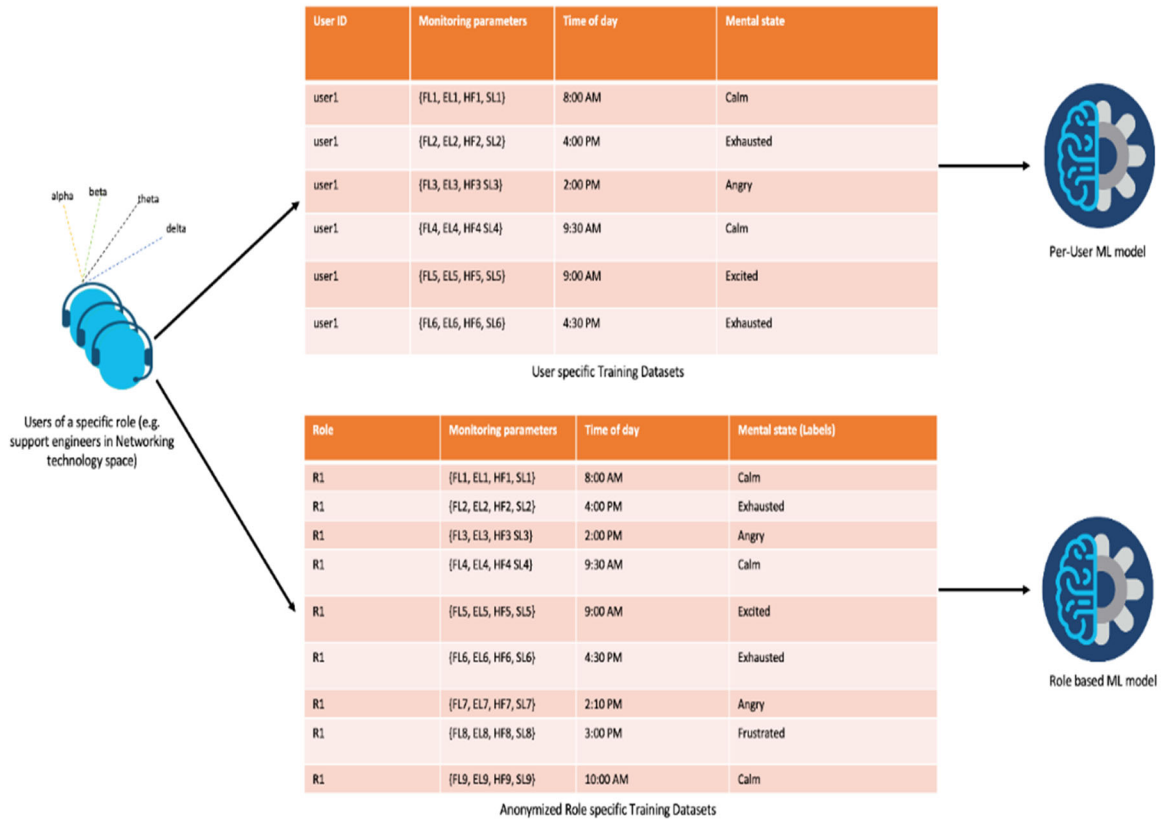 User ID Monitoring parameters Time of day Mental state
user1 {FL1, EL1, HF1, SL1} 8:00 AM Calm
user1 {FL2, EL2, HF2, SL2} 4:00 PM Exhausted
user1 {FL3, EL3, HF3 SL3} 2:00 PM Angry
user1 {FL4, EL4, HF4 SL4} 9:30 AM Calm
user1 {FL5, EL5, HF5, SL5} 9:00 AM Excited
user1 {FL6, EL6, HF6, SL6} 4:30 PM Exhausted
User specific Training Datasets
Per-User ML model
alpha
beta
theta
delta
Users of a specific role (e.g.
support engineers in Networking
technology space)
Role Monitoring parameters Time of day Mental state (Labels)
R1 {FL1, EL1, HF1, SL1} 8:00 AM Calm
R1 {FL2, EL2, HF2, SL2} 4:00 PM Exhausted
R1 {FL3, EL3, HF3 SL3} 2:00 PM Angry
R1 {FL4, EL4, HF4 SL4} 9:30 AM Calm
R1 {FL5, EL5, HF5, SL5} 9:00 AM Excited
R1 {FL6, EL6, HF6, SL6} 4:30 PM Exhausted
R1 {FL7, EL7, HF7, SL7} 2:10 PM Angry
R1 {FL8, EL8, HF8, SL8} 3:00 PM Frustrated
R1 {FL9, EL9, HF9, SL9} 10:00 AM Calm
Anonymized Role specific Training Datasets
Role based ML model